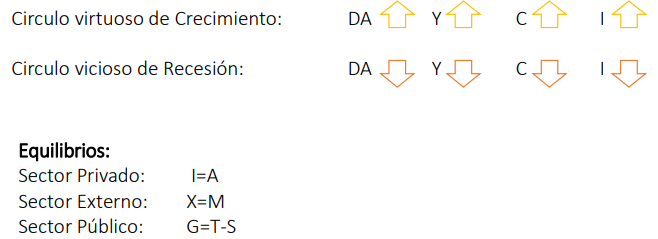 Circulo virtuoso de Crecimiento: DA Y C I
Circulo vicioso de Recesión: DA Y C I
Equilibrios:
Sector Privado: I=A
Sector Externo: X=M
Sector Público: G=T-S